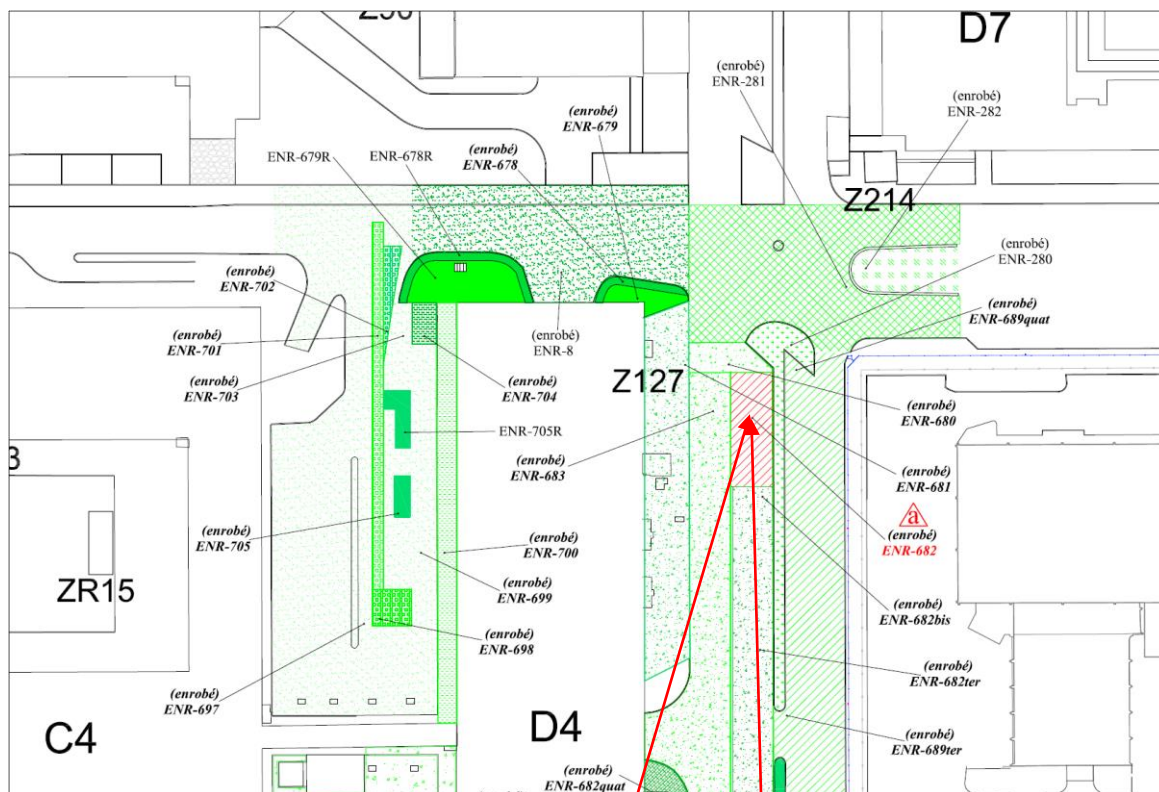 Z90
D7
(enrobé)
ENR-281
(enrobé)
ENR-282
(enrobé)
ENR-679
ENR-679R
ENR-678R
(enrobé)
ENR-678
Z214
(enrobé)
ENR-280
(enrobé)
ENR-702
(enrobé)
ENR-689quat
(enrobé)
ENR-701
(enrobé)
ENR-8
(enrobé)
ENR-703
(enrobé)
ENR-704
Z127
(enrobé)
ENR-680
ENR-705R
(enrobé)
ENR-683
(enrobé)
ENR-681
a
(enrobé)
ENR-682
(enrobé)
ENR-705
(enrobé)
ENR-700
(enrobé)
ENR-699
ZR15
(enrobé)
ENR-682bis
(enrobé)
ENR-698
(enrobé)
ENR-682ter
(enrobé)
ENR-697
C4
D4
(enrobé)
ENR-689ter
(enrobé)
ENR-682quat